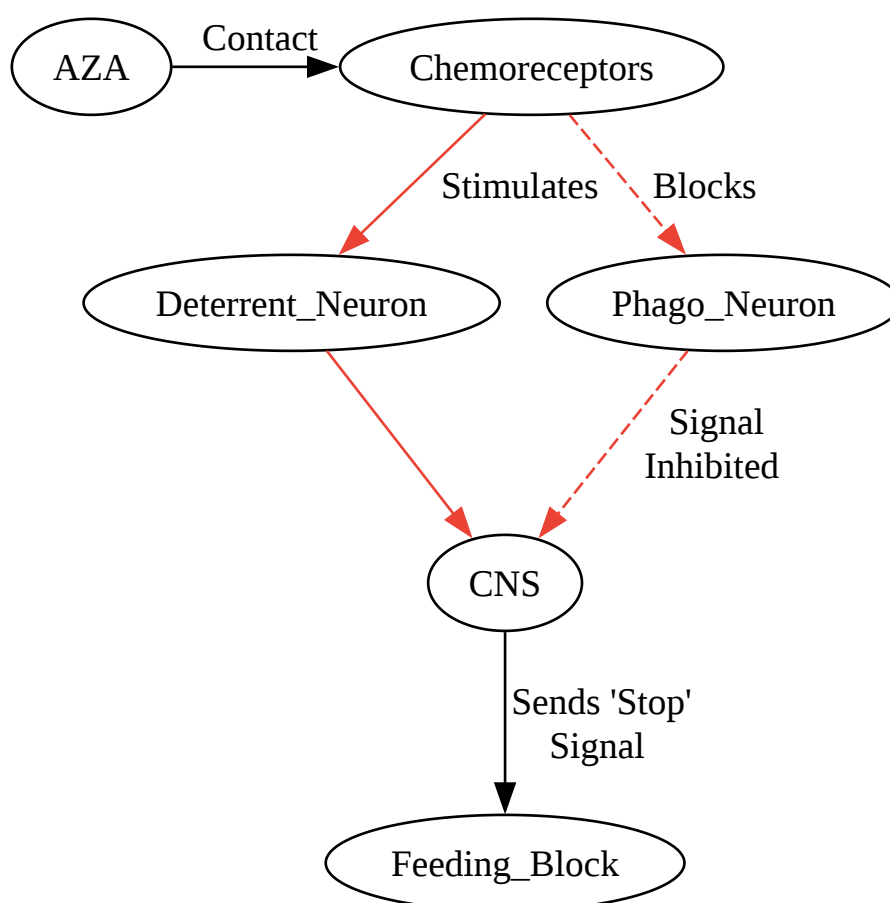 Contact
AZA
Chemoreceptors
Stimulates
Blocks
Deterrent_Neuron
Phago_Neuron
Signal
Inhibited
CNS
Sends 'Stop'
Signal
Feeding_Block